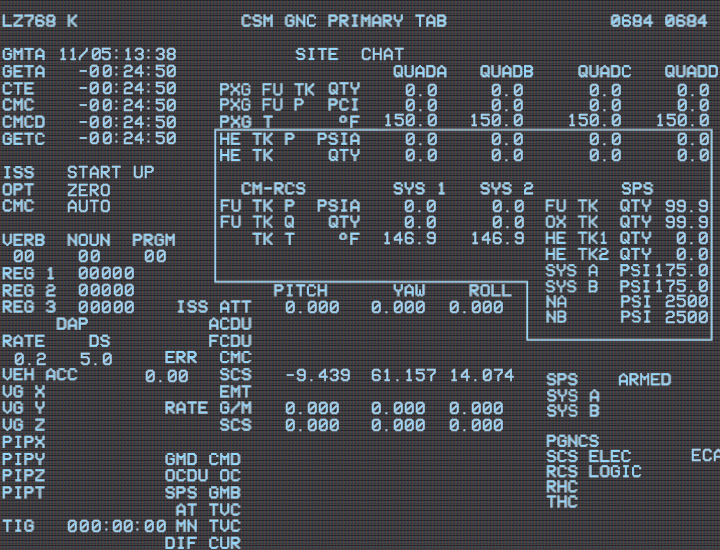 LZ768 K CSM GNC PRIMARY TAB 0684 0684
GMTA 11/05:13:38 SITE CHAT
GETA -00:24:50 QUADA QUADB QUADC QUADD
CTE -00:24:50 PXG FU TK QTY 0.0 0.0 0.0 0.0
CMC -00:24:50 PXG FU P PCI 0.0 0.0 0.0 0.0
CMCD -00:24:50 PXG T ºF 150.0 150.0 150.0 150.0
GETC -00:24:50 HE TK P PSIA 0.0 0.0 0.0 0.0
HE TK QTY 0.0 0.0 0.0 0.0
ISS START UP
OPT ZERO CM-RCS SYS 1 SYS 2 SPS
CMC AUTO FU TK P PSIA 0.0 0.0 FU TK QTY 99.9
FU TK Q QTY 0.0 0.0 OX TK QTY 99.9
VERB NOUN PRGM TK T ºF 146.9 146.9 HE TK1 QTY 0.0
00 00 00 HE TK2 QTY 0.0
REG 1 00000 SYS A PSI 175.0
REG 2 00000 PITCH YAW ROLL SYS B PSI 175.0
REG 3 00000 ISS ATT 0.000 0.000 0.000 NA PSI 2500
DAP ACDU NB PSI 2500
RATE DS FCDU
0.2 5.0 ERR CMC
VEH ACC 0.00 SCS -9.439 61.157 14.074 SPS ARMED
VG X EMT SYS A
VG Y RATE G/M 0.000 0.000 0.000 SYS B
VG Z SCS 0.000 0.000 0.000
PIPX PGNCS
PIPY GMD CMD SCS ELEC ECA
PIPZ OCDU OC RCS LOGIC
PIPT SPS GMB RHC
AT TVC THC
TIG 000:00:00 MN TVC
DIF CUR